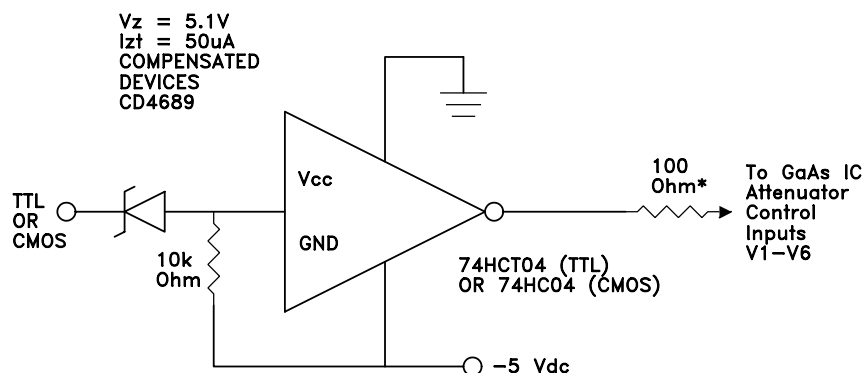 Vz = 5.1V
Izt = 50uA
COMPENSATED
DEVICES
CD4689
TTL
OR
CMOS
10k
Ohm
Vcc
GND
74HCT04 (TTL)
OR 74HC04 (CMOS)
-5 Vdc
100
Ohm*
To GaAs IC
Attenuator
Control
Inputs
V1-V6